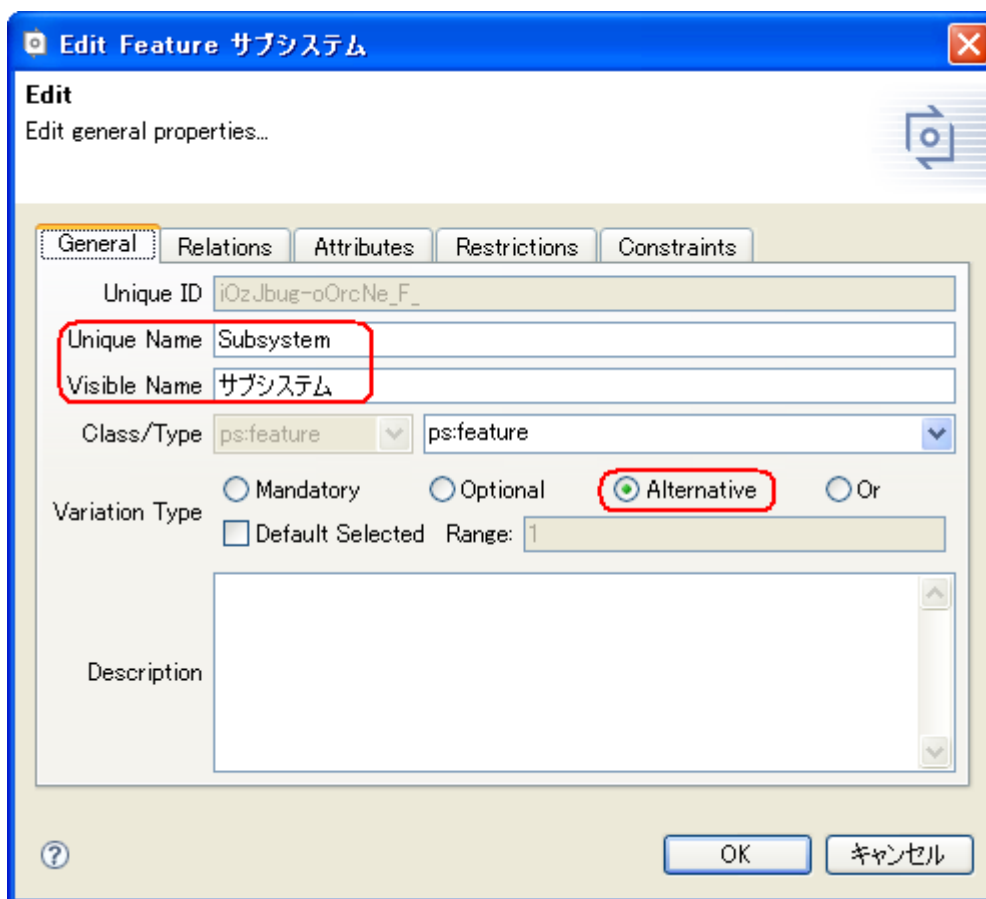 Edit Feature サブシステム
Edit
Edit general properties...
General Relations Attributes Restrictions Constraints
Unique ID iOzJbug-oOrcNe_F_
Unique Name Subsystem
Visible Name サブシステム
Class/Type ps:feature ps:feature
Mandatory Optional Alternative Or
Variation Type
Default Selected Range: 1
Description
OK キャンセル